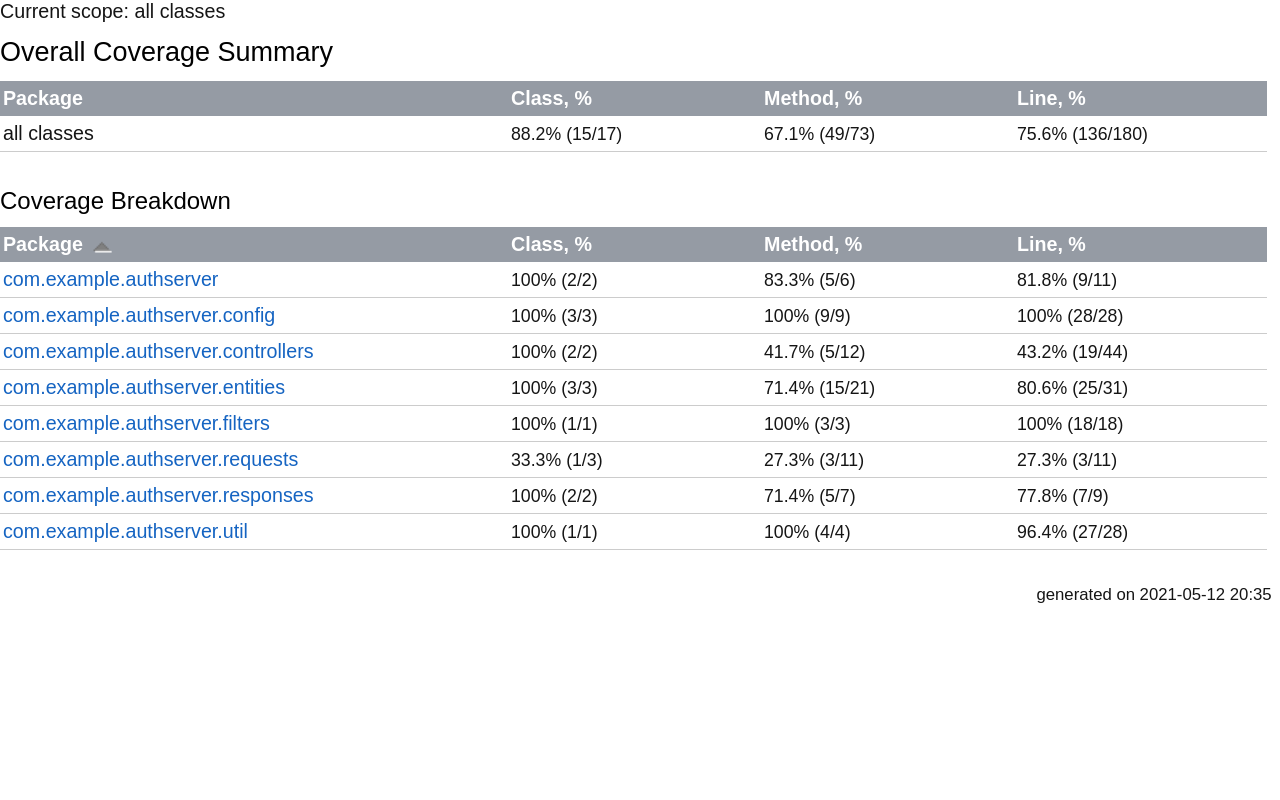 Current scope: all classes
Overall Coverage Summary
Package Class, % Method, % Line, %
all classes 88.2% (15/17) 67.1% (49/73) 75.6% (136/180)
Coverage Breakdown
Package Class, % Method, % Line, %
com.example.authserver 100% (2/2) 83.3% (5/6) 81.8% (9/11)
com.example.authserver.config 100% (3/3) 100% (9/9) 100% (28/28)
com.example.authserver.controllers 100% (2/2) 41.7% (5/12) 43.2% (19/44)
com.example.authserver.entities 100% (3/3) 71.4% (15/21) 80.6% (25/31)
com.example.authserver.filters 100% (1/1) 100% (3/3) 100% (18/18)
com.example.authserver.requests 33.3% (1/3) 27.3% (3/11) 27.3% (3/11)
com.example.authserver.responses 100% (2/2) 71.4% (5/7) 77.8% (7/9)
com.example.authserver.util 100% (1/1) 100% (4/4) 96.4% (27/28)
generated on 2021-05-12 20:35